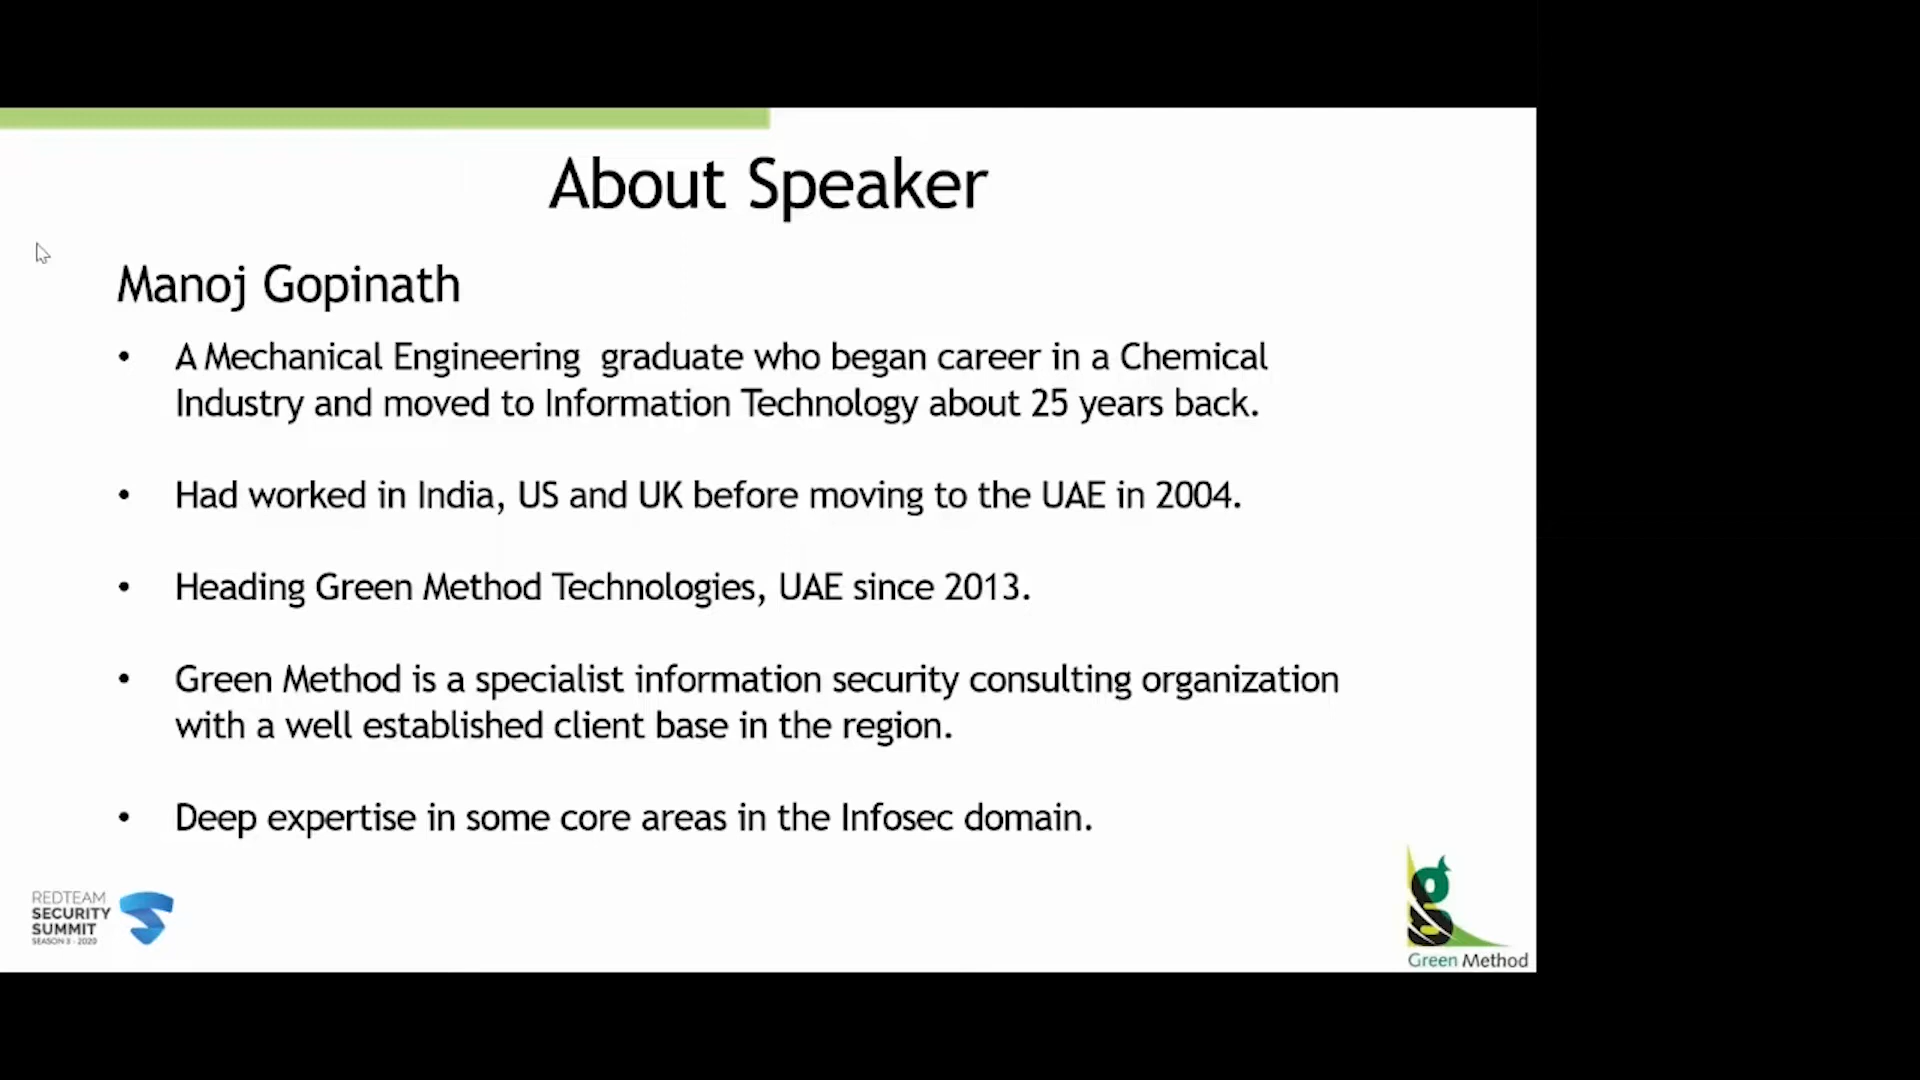 About Speaker
Manoj Gopinath
• A Mechanical Engineering graduate who began career in a Chemical
Industry and moved to Information Technology about 25 years back.
• Had worked in India, US and UK before moving to the UAE in 2004.
• Heading Green Method Technologies, UAE since 2013.
• Green Method is a specialist information security consulting organization
with a well established client base in the region.
• Deep expertise in some core areas in the Infosec domain.
REDTEAM
SECURITY
SUMMIT
SEASON 3 - 2020
g
Green Method